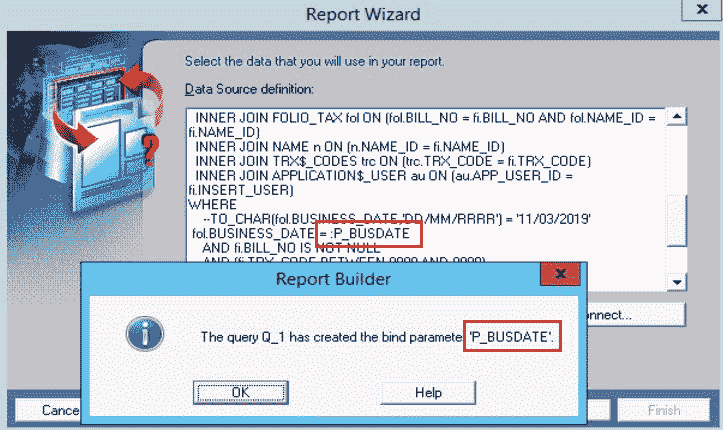 Report Wizard
x
Select the data that you will use in your report.
Data Source definition:
INNER JOIN FOLIO_TAX fol ON (fol.BILL_NO = fi.BILL_NO AND fol.NAME_ID =
fi.NAME_ID)
INNER JOIN NAME n ON (n.NAME_ID = fi.NAME_ID)
INNER JOIN TRX$_CODES trc ON (trc.TRX_CODE = fi.TRX_CODE)
INNER JOIN APPLICATION$_USER au ON (au.APP_USER_ID =
fi.INSERT_USER)
WHERE
--TO_CHAR(fol.BUSINESS_DATE,'DD/MM/RRRR') = '11/03/2019'
fol.BUSINESS_DATE = :P_BUSDATE
AND fi.BILL_NO IS NOT NULL
Report Builder
x
The query Q_1 has created the bind parameter 'P_BUSDATE'.
OK
Help
Finish